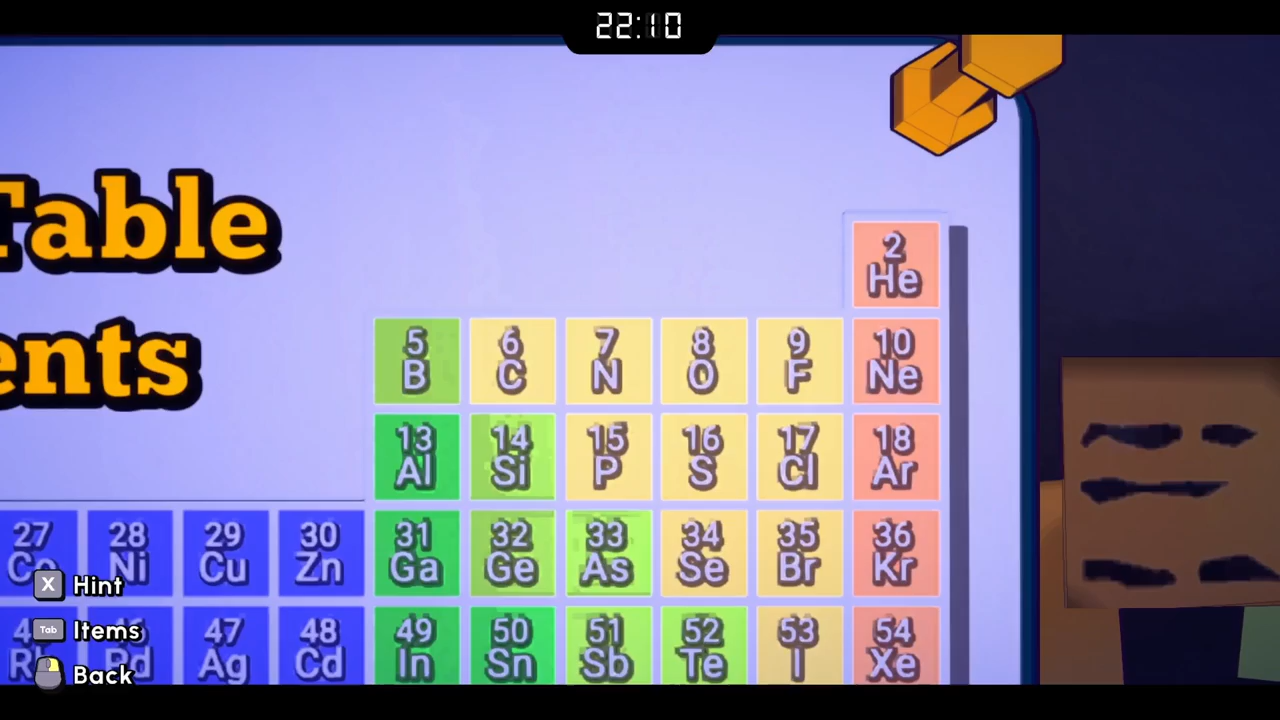 22:10
Table
ents
2
He
5 6 7 8 9 10
B C N O F Ne
13 14 15 16 17 18
Al Si P S Cl Ar
27 28 29 30 31 32 33 34 35 36
Co Ni Cu Zn Ga Ge As Se Br Kr
X Hint
47 48 49 50 51 52 53 54
Ag Cd In Sn Sb Te I Xe
Tab Items
Back